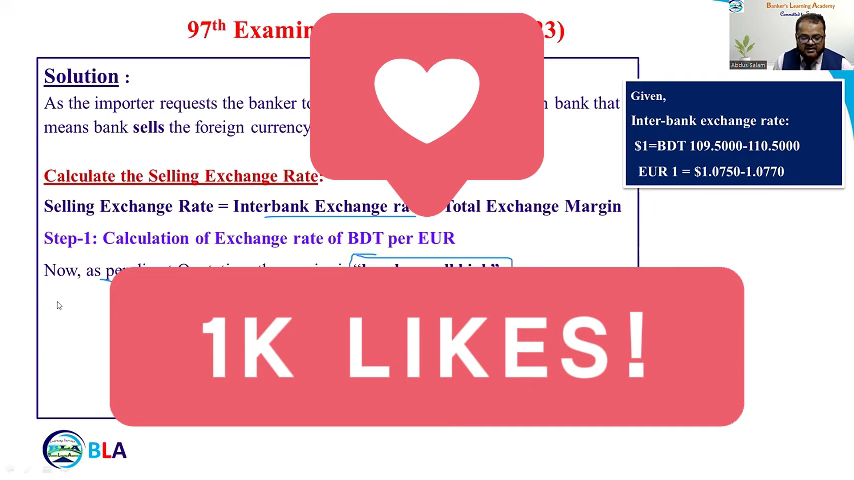 97th Examin 23)
Banker's Learning Academy
Abdus Salam
Solution :
As the importer requests the banker to n bank that
means bank sells the foreign currency
Calculate the Selling Exchange Rate:
Selling Exchange Rate = Interbank Exchange ra Total Exchange Margin
Step-1: Calculation of Exchange rate of BDT per EUR
Now, as per
Given,
Inter-bank exchange rate:
$1=BDT 109.5000-110.5000
EUR 1 = $1.0750-1.0770
1K LIKES!
BLA
BLA